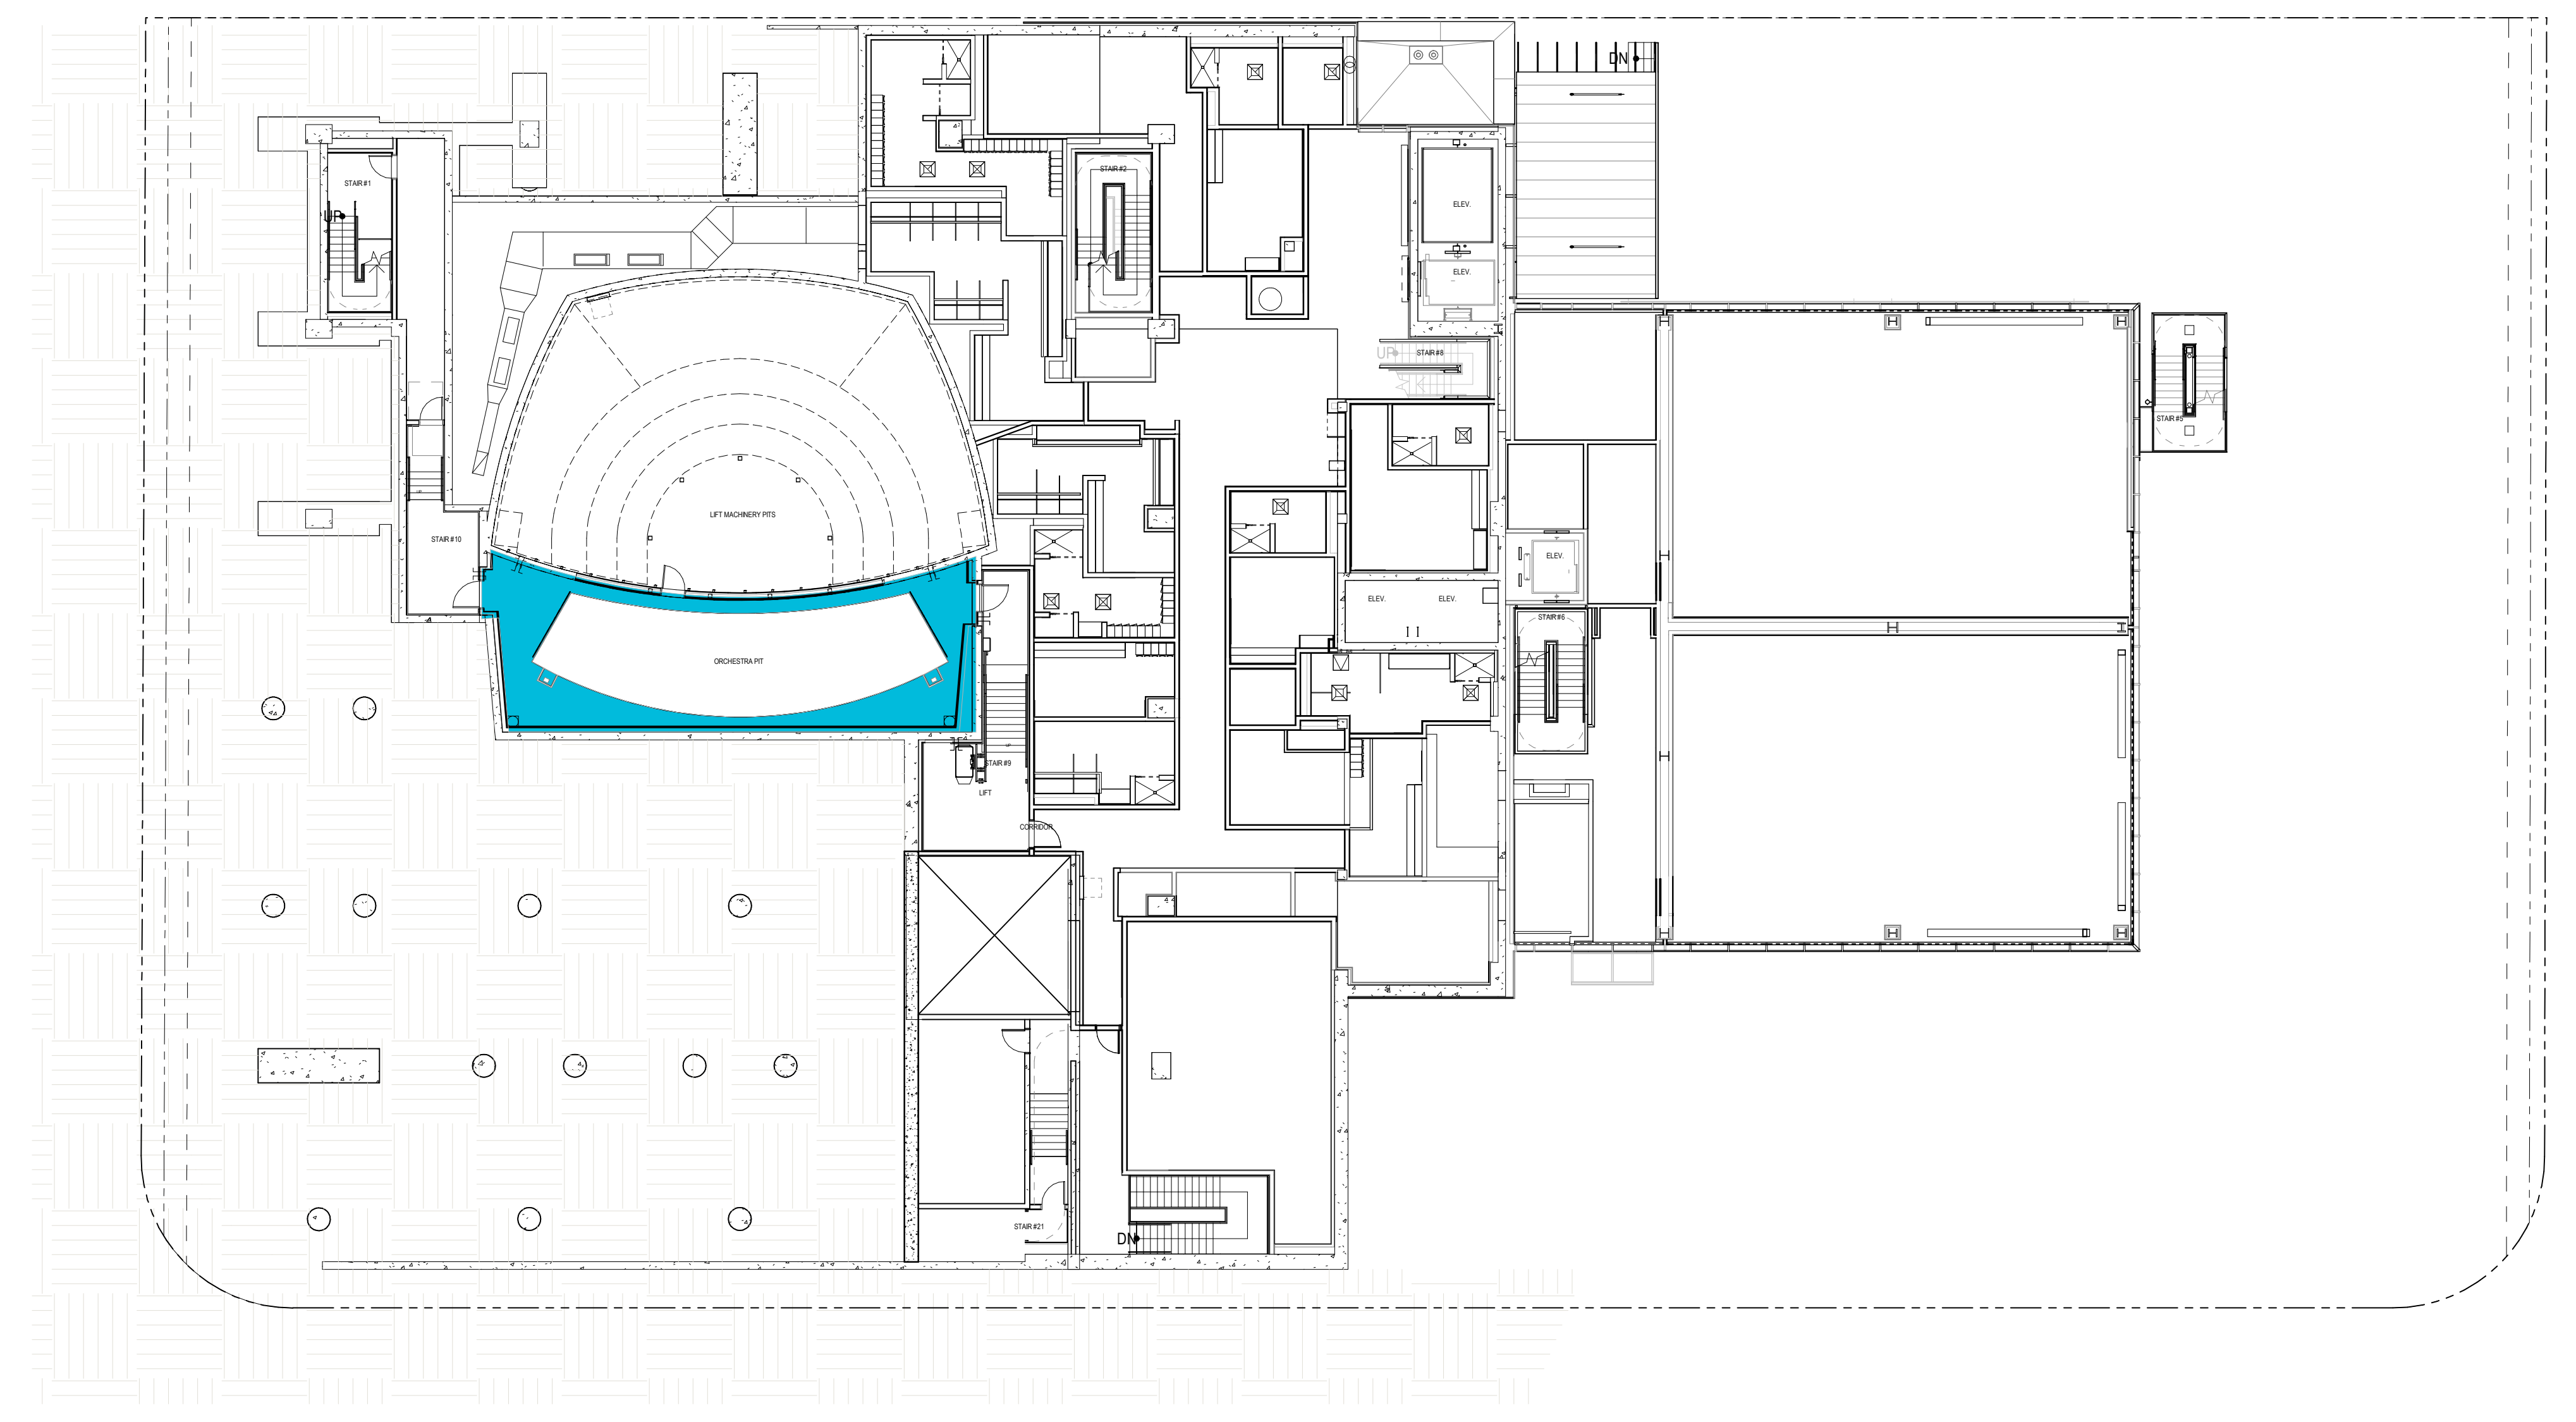 DN
STAIR #2
STAIR #1
ELEV.
UP
ELEV.
UP
STAIR #8
STAIR #5
LIFT MACHINERY PITS
STAIR #10
ELEV.
ELEV.
ELEV.
STAIR #6
ORCHESTRA PIT
STAIR #9
LIFT
CORRIDOR
STAIR #21
DN